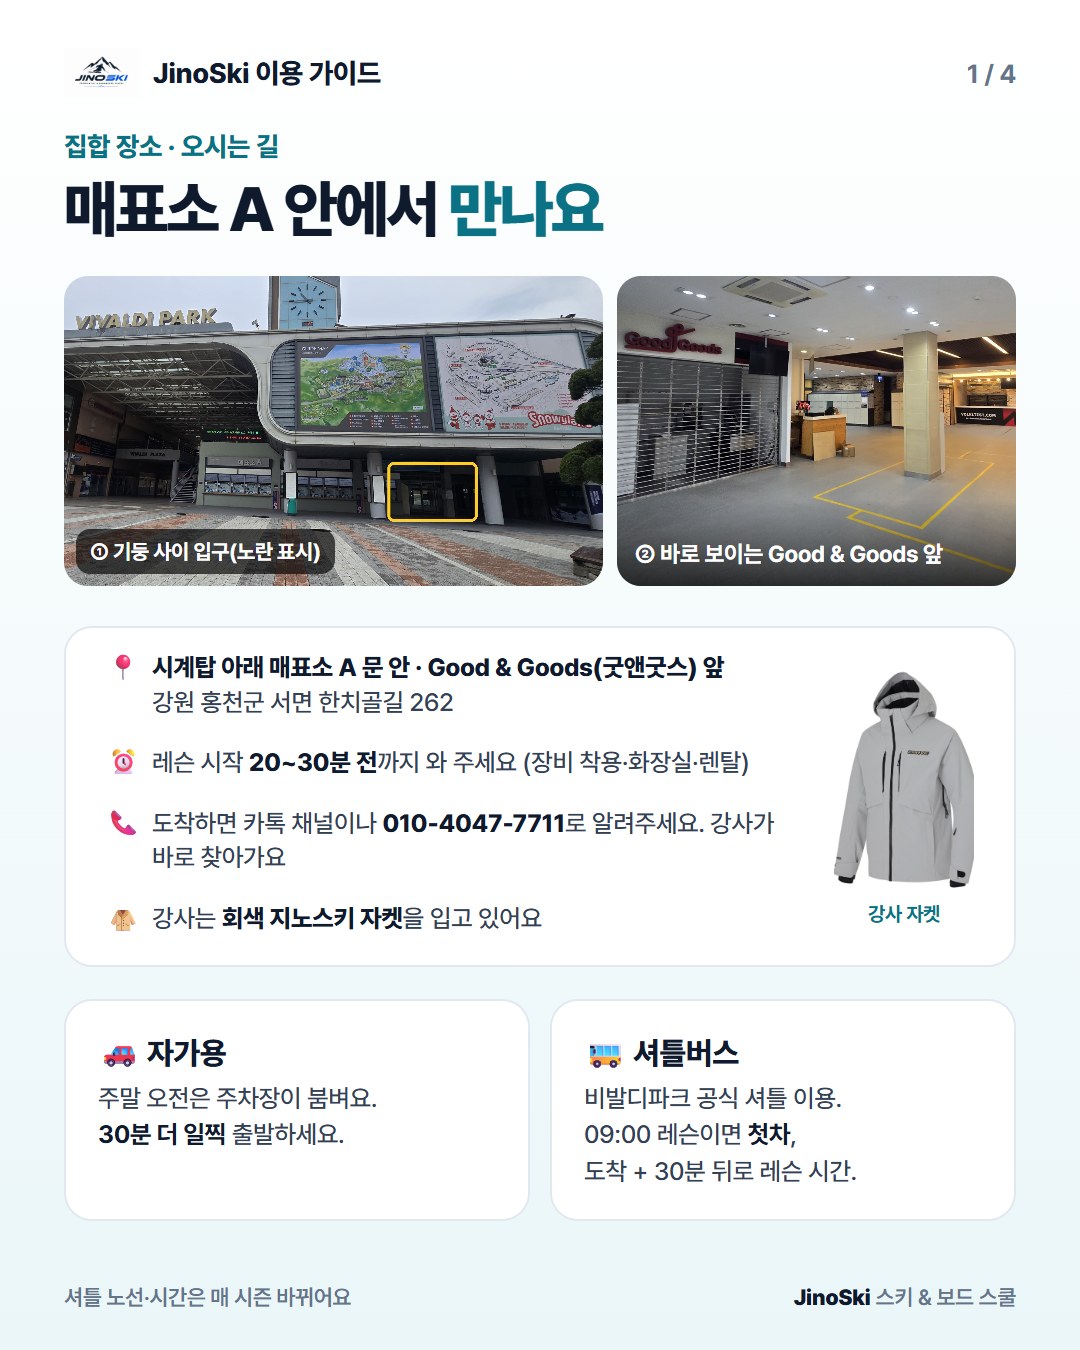 JINOSKI
JinoSki 이용 가이드
1 / 4
집합 장소 · 오시는 길
매표소 A 안에서 만나요
VIVALDI PARK
Snowyland
① 기둥 사이 입구(노란 표시)
Good Goods
② 바로 보이는 Good & Goods 앞
시계탑 아래 매표소 A 문 안 · Good & Goods(굿앤굿스) 앞
강원 홍천군 서면 한치골길 262
레슨 시작 20~30분 전까지 와 주세요 (장비 착용·화장실·렌탈)
도착하면 카톡 채널이나 010-4047-7711로 알려주세요. 강사가
바로 찾아가요
강사는 회색 지노스키 자켓을 입고 있어요
강사 자켓
자가용
주말 오전은 주차장이 붐벼요.
30분 더 일찍 출발하세요.
셔틀버스
비발디파크 공식 셔틀 이용.
09:00 레슨이면 첫차,
도착 + 30분 뒤로 레슨 시간.
셔틀 노선·시간은 매 시즌 바뀌어요
JinoSki 스키 & 보드 스쿨